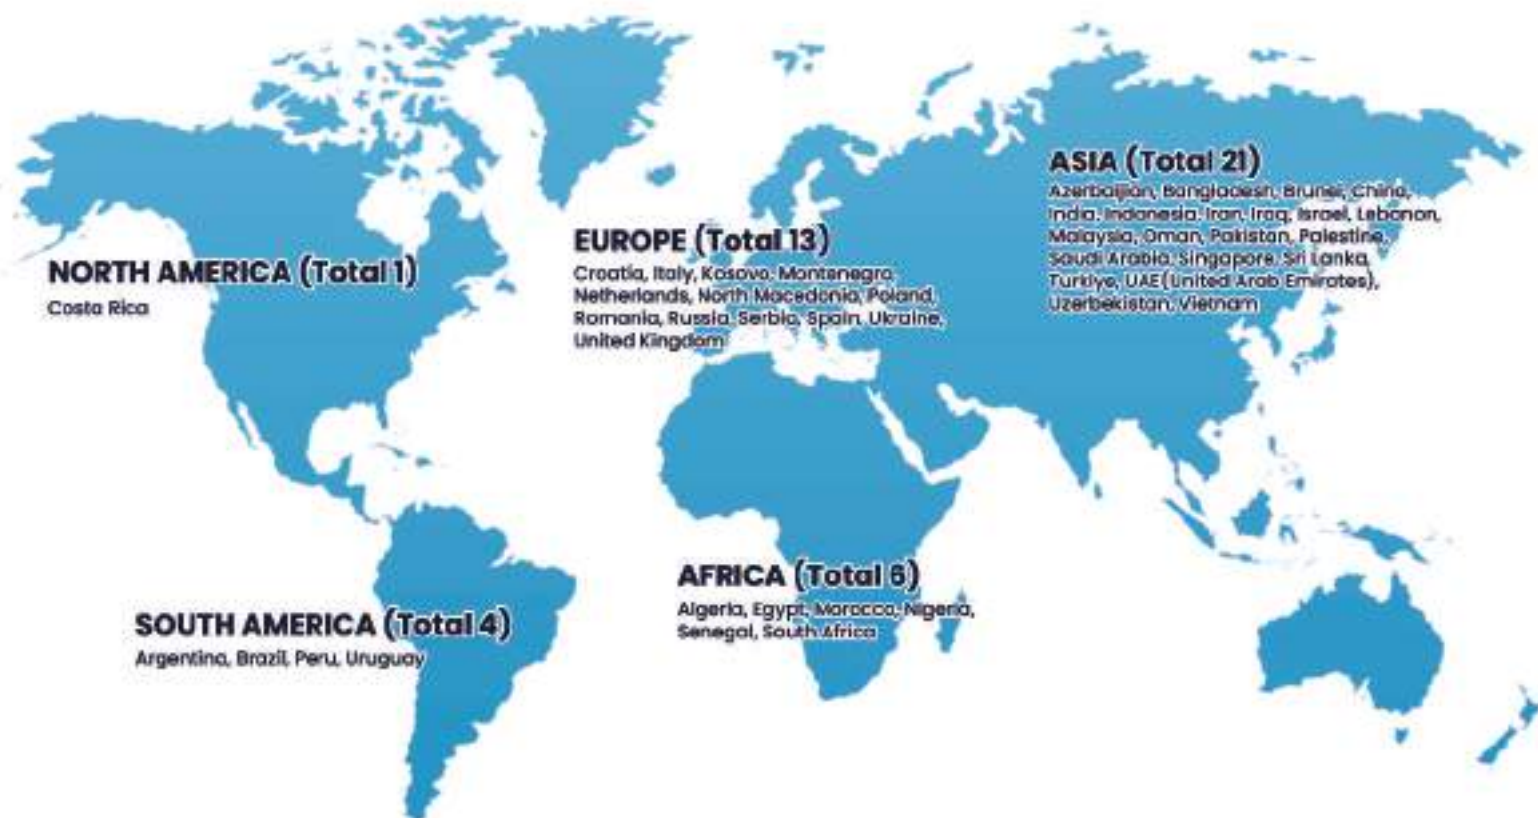 ASIA (Total 21)
Azerbaijian, Bangladesh, Brunei, China,
India, Indonesia, Iran, Iraq, Israel, Lebanon,
Malaysia, Oman, Pakistan, Palestine,
Saudi Arabia, Singapore, Sri Lanka,
Turkiye, UAE(United Arab Emirates),
Uzerbekistan, Vietnam
EUROPE (Total 13)
Croatia, Italy, Kosovo, Montenegro,
Netherlands, North Macedonia, Poland,
Romania, Russia, Serbia, Spain, Ukraine,
United Kingdom
NORTH AMERICA (Total 1)
Costa Rica
AFRICA (Total 6)
Algeria, Egypt, Morocco, Nigeria,
Senegal, South Africa
SOUTH AMERICA (Total 4)
Argentina, Brazil, Peru, Uruguay